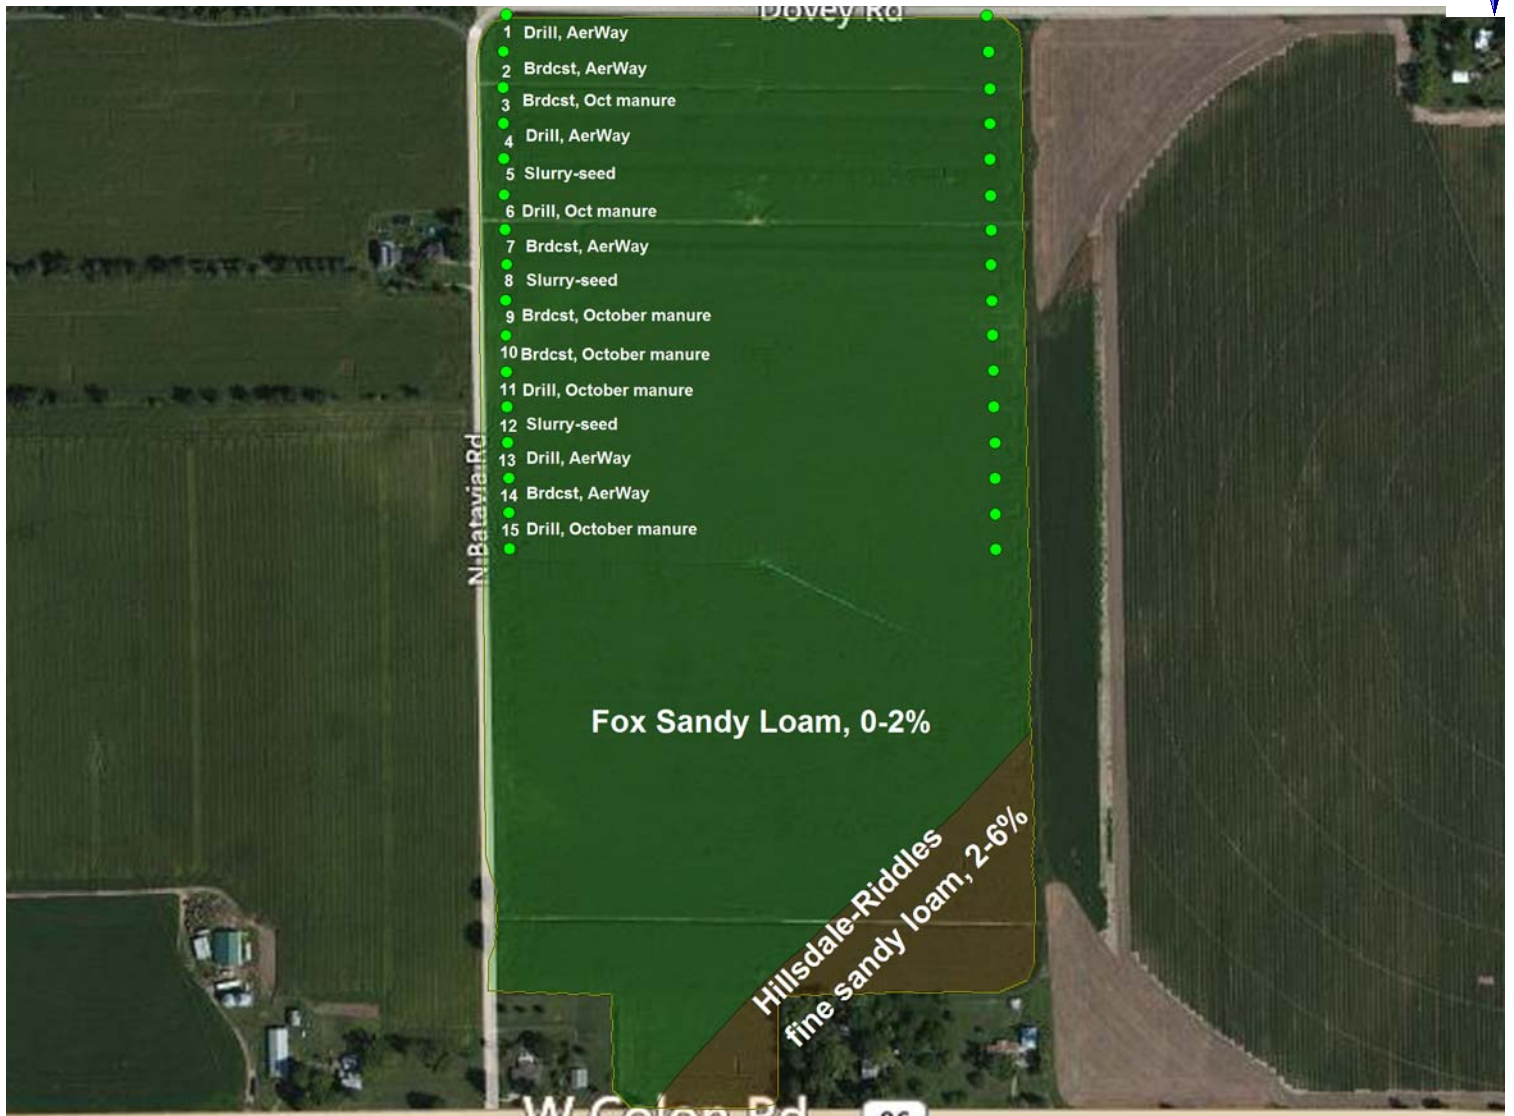 Dovey Rd
1 Drill, AerWay
2 Brdcst, AerWay
3 Brdcst, Oct manure
4 Drill, AerWay
5 Slurry-seed
6 Drill, Oct manure
7 Brdcst, AerWay
8 Slurry-seed
9 Brdcst, October manure
10 Brdcst, October manure
11 Drill, October manure
12 Slurry-seed
13 Drill, AerWay
14 Brdcst, AerWay
15 Drill, October manure
N Batavia Rd
Fox Sandy Loam, 0-2%
Hillsdale-Riddles
fine sandy loam, 2-6%
W Colon Rd